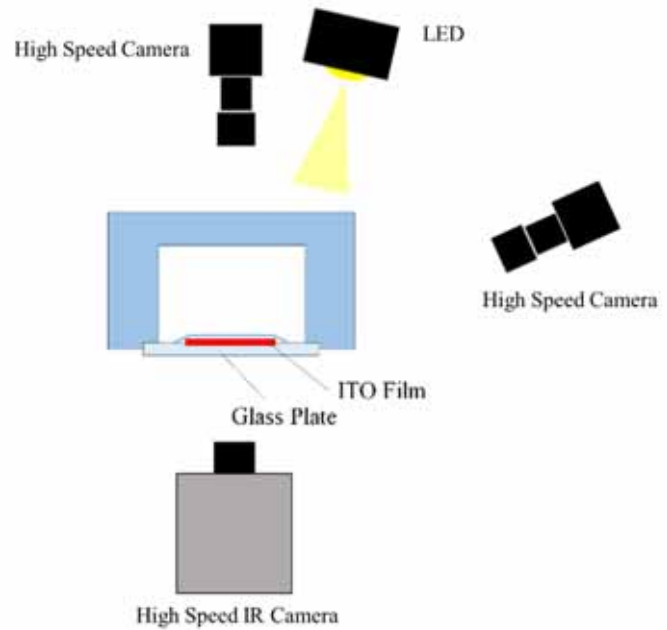 LED
High Speed Camera
High Speed Camera
ITO Film
Glass Plate
High Speed IR Camera